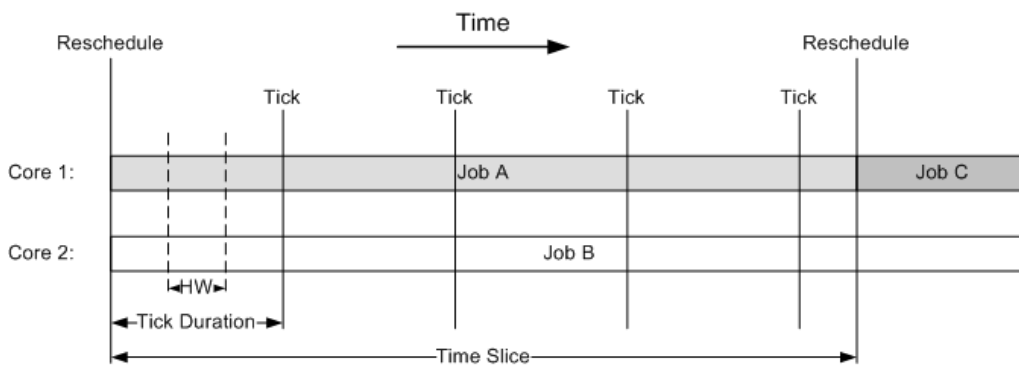 Time
Reschedule
Reschedule
Tick
Tick
Tick
Tick
Core 1:
Job A
Job C
Core 2:
Job B
HW
Tick Duration
Time Slice